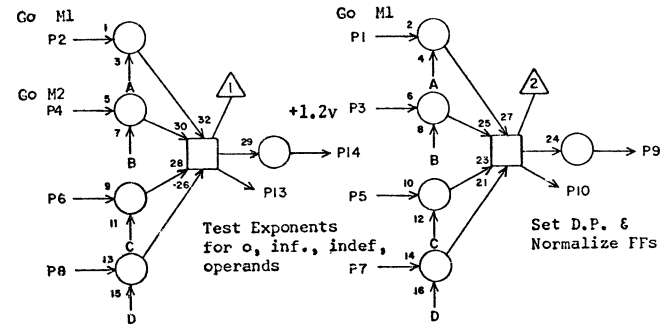 Go M1
P2
1
3
A
32
1
Go M2
P4
5
7
B
30
29
P14
28
P13
P6
9
11
C
26
P8
13
15
D
Test Exponents
for o, inf., indef,
operands
Go M1
P1
2
4
A
27
2
+1.2v
P3
6
8
B
25
24
P9
23
P10
P5
10
12
C
21
P7
14
16
D
Set D.P. &
Normalize FFs